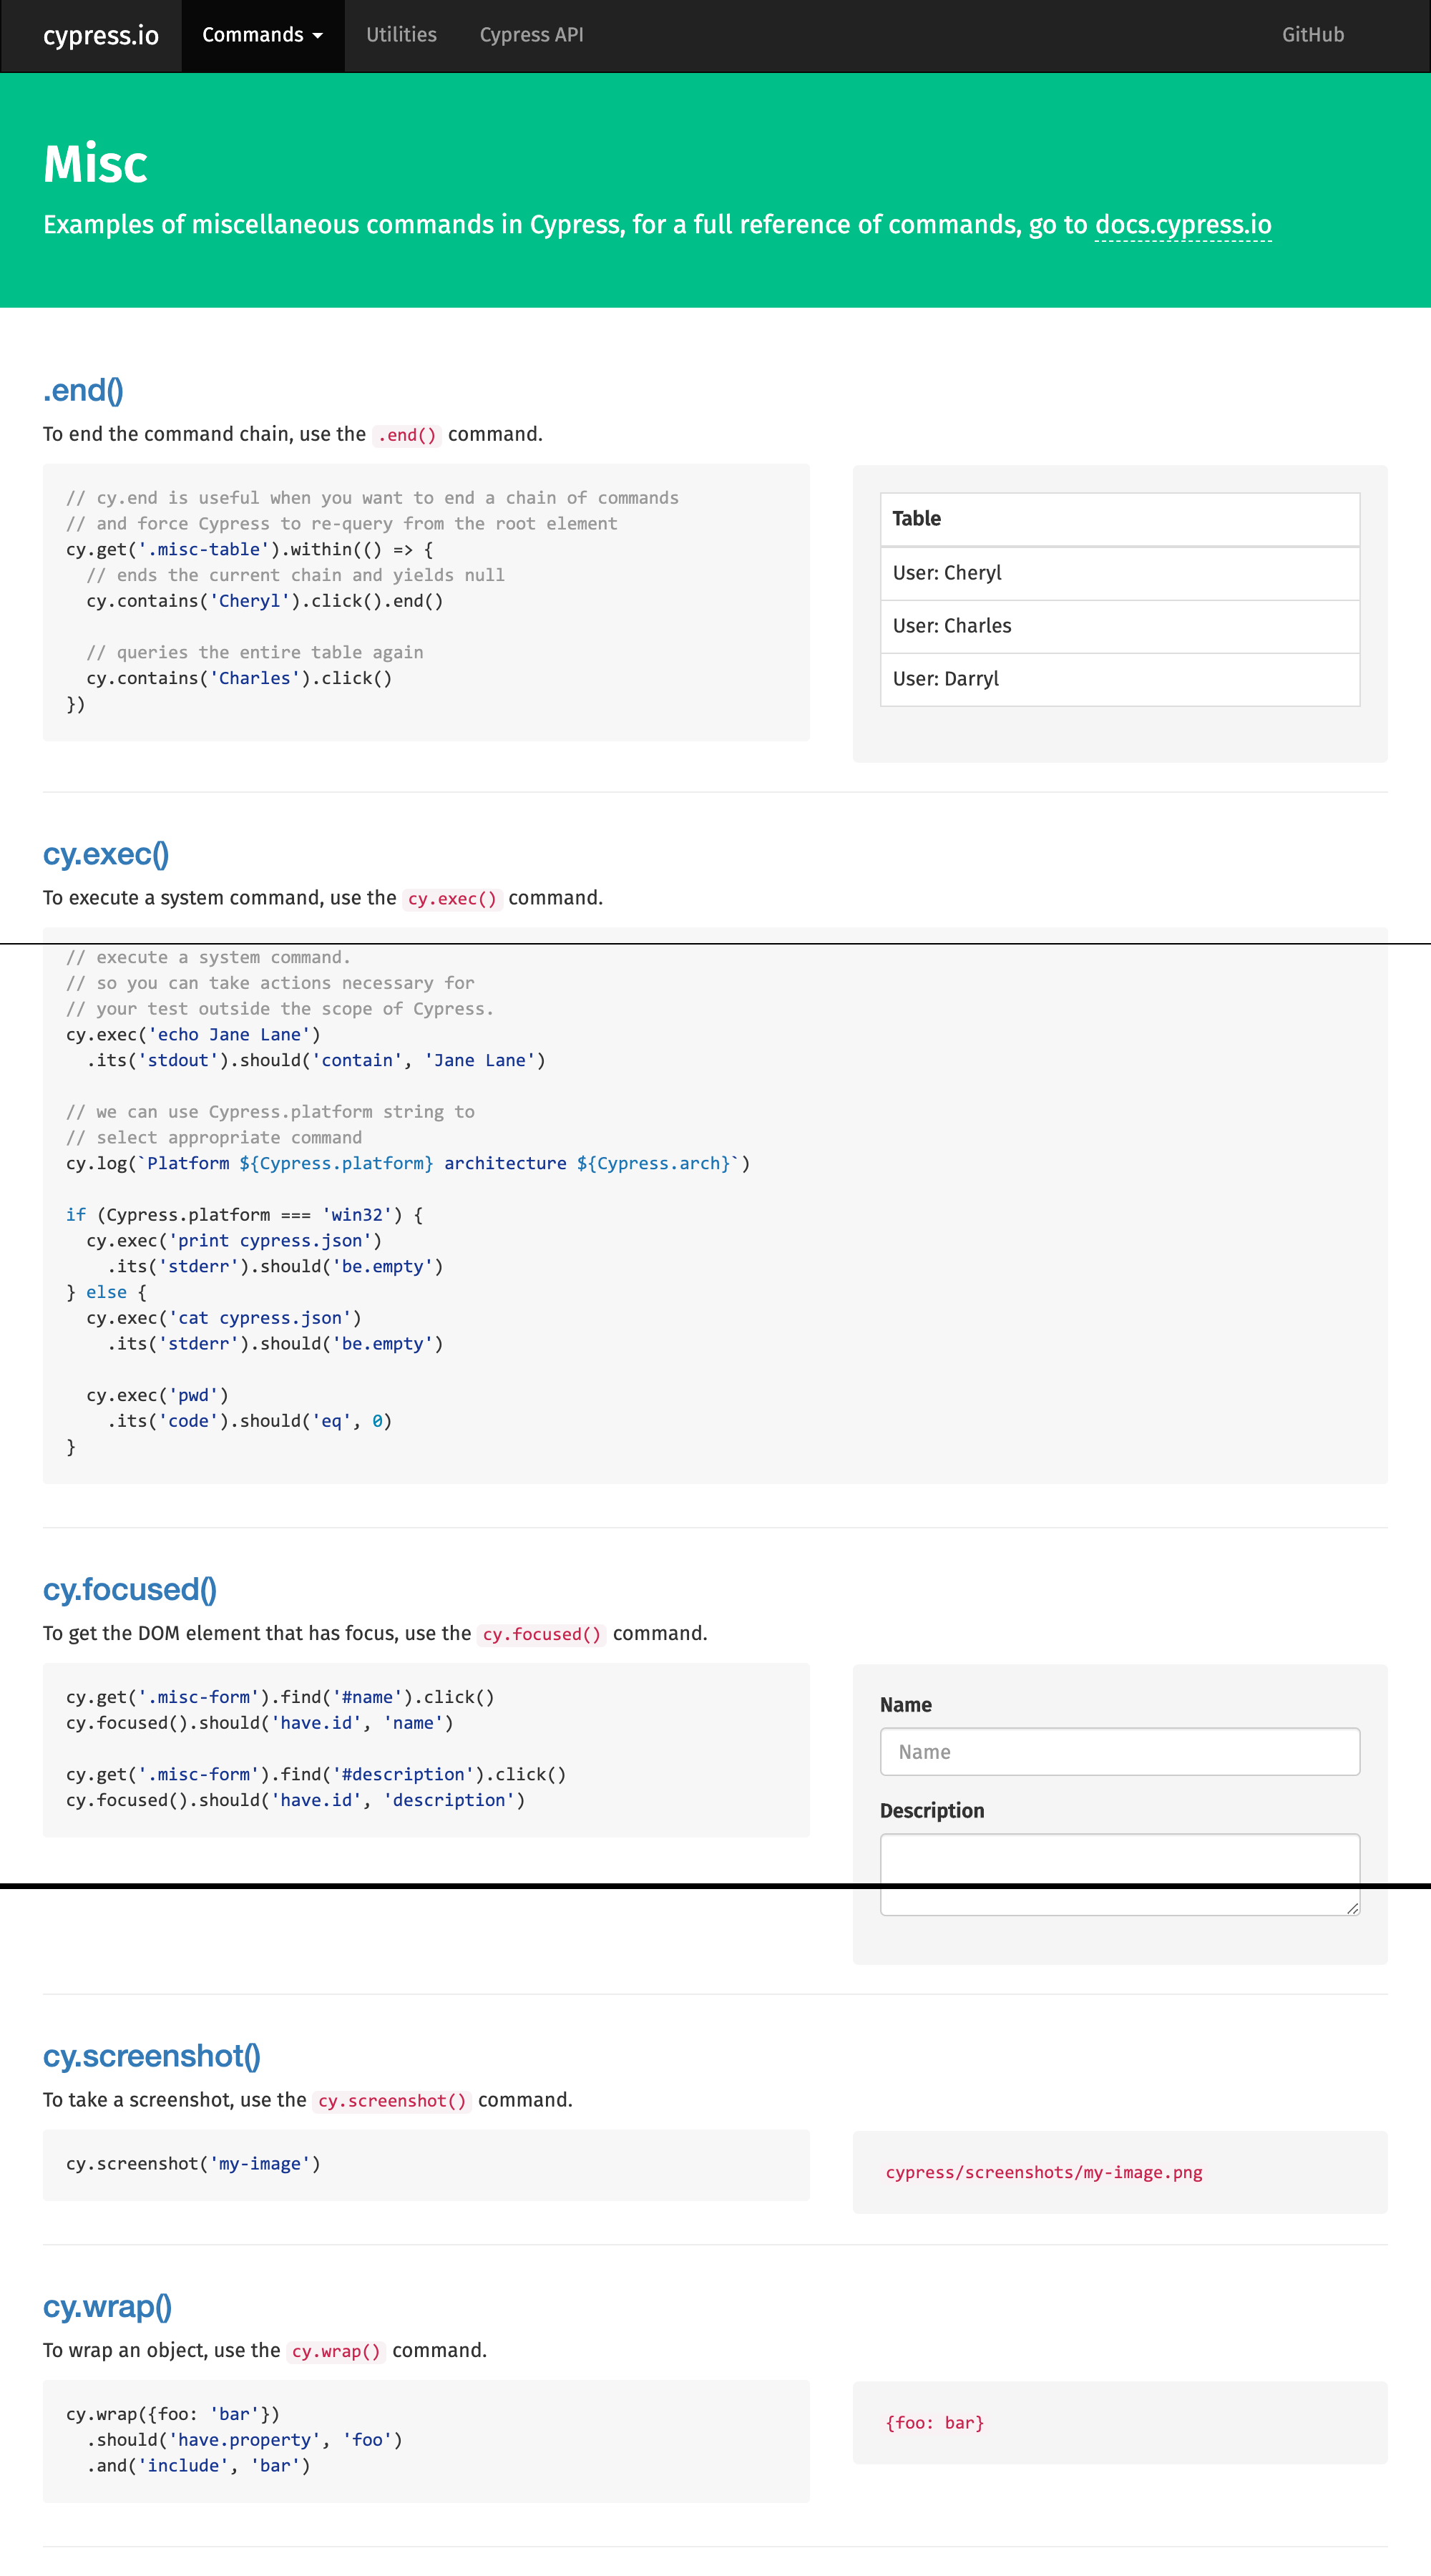 cypress.io Commands Utilities Cypress API GitHub
Misc
Examples of miscellaneous commands in Cypress, for a full reference of commands, go to docs.cypress.io
.end()
To end the command chain, use the .end() command.
// cy.end is useful when you want to end a chain of commands
// and force Cypress to re-query from the root element
cy.get('.misc-table').within(() => {
  // ends the current chain and yields null
  cy.contains('Cheryl').click().end()

  // queries the entire table again
  cy.contains('Charles').click()
})
Table
User: Cheryl
User: Charles
User: Darryl
cy.exec()
To execute a system command, use the cy.exec() command.
// execute a system command.
// so you can take actions necessary for
// your test outside the scope of Cypress.
cy.exec('echo Jane Lane')
  .its('stdout').should('contain', 'Jane Lane')

// we can use Cypress.platform string to
// select appropriate command
cy.log(`Platform ${Cypress.platform} architecture ${Cypress.arch}`)

if (Cypress.platform === 'win32') {
  cy.exec('print cypress.json')
    .its('stderr').should('be.empty')
} else {
  cy.exec('cat cypress.json')
    .its('stderr').should('be.empty')

  cy.exec('pwd')
    .its('code').should('eq', 0)
}
cy.focused()
To get the DOM element that has focus, use the cy.focused() command.
cy.get('.misc-form').find('#name').click()
cy.focused().should('have.id', 'name')

cy.get('.misc-form').find('#description').click()
cy.focused().should('have.id', 'description')
Name
Name
Description
cy.screenshot()
To take a screenshot, use the cy.screenshot() command.
cy.screenshot('my-image')
cypress/screenshots/my-image.png
cy.wrap()
To wrap an object, use the cy.wrap() command.
cy.wrap({foo: 'bar'})
  .should('have.property', 'foo')
  .and('include', 'bar')
{foo: bar}